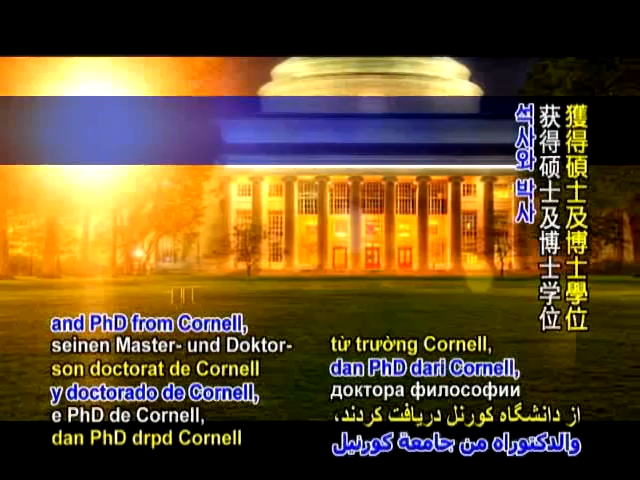 獲得碩士及博士學位
获得硕士及博士学位
석사와 박사
and PhD from Cornell,
seinen Master- und Doktor-
son doctorat de Cornell
y doctorado de Cornell,
e PhD de Cornell,
dan PhD drpd Cornell
từ trường Cornell,
dan PhD dari Cornell,
доктора философии
از دانشگاه کورنل دریافت کردند،
والدكتوراه من جامعة كورنيل